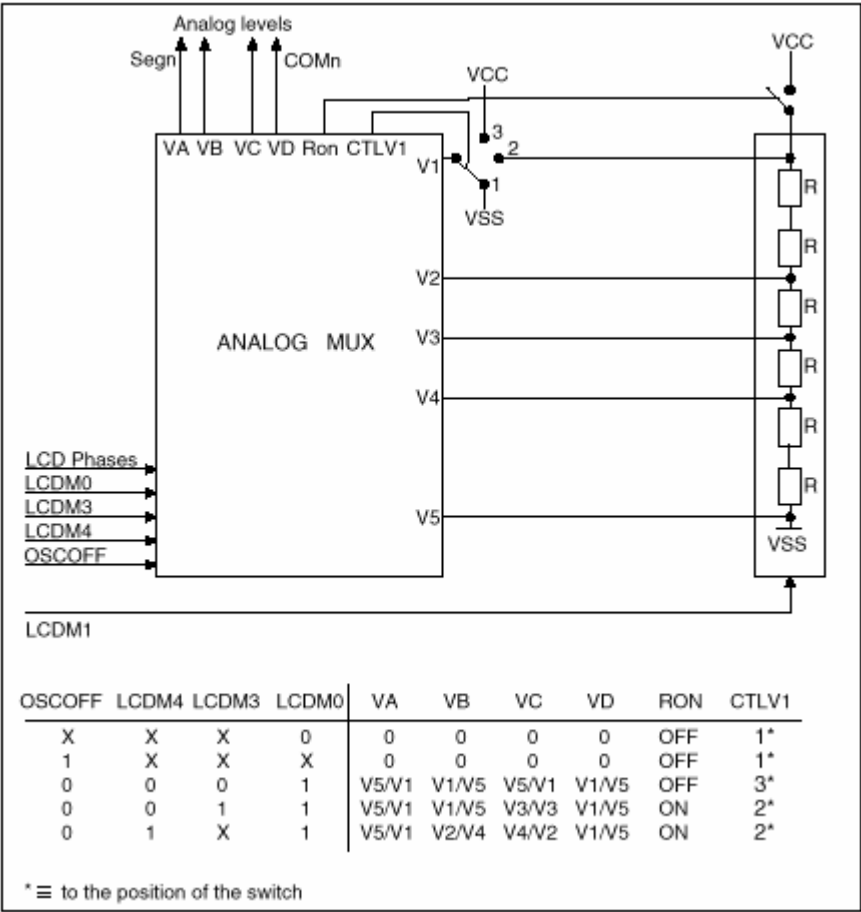 Analog levels
Segn
COMn
VCC
VCC
3
2
1
VSS
VA VB VC VD Ron CTLV1
V1
V2
V3
V4
V5
ANALOG MUX
R
R
R
R
R
R
VSS
LCD Phases
LCDM0
LCDM3
LCDM4
OSCOFF
LCDM1
OSCOFF LCDM4 LCDM3 LCDM0 VA VB VC VD RON CTLV1
X X X 0 0 0 0 0 OFF 1*
1 X X X 0 0 0 0 OFF 1*
0 0 0 1 V5/V1 V1/V5 V5/V1 V1/V5 OFF 3*
0 0 1 1 V5/V1 V1/V5 V3/V3 V1/V5 ON 2*
0 1 X 1 V5/V1 V2/V4 V4/V2 V1/V5 ON 2*
* ≡ to the position of the switch